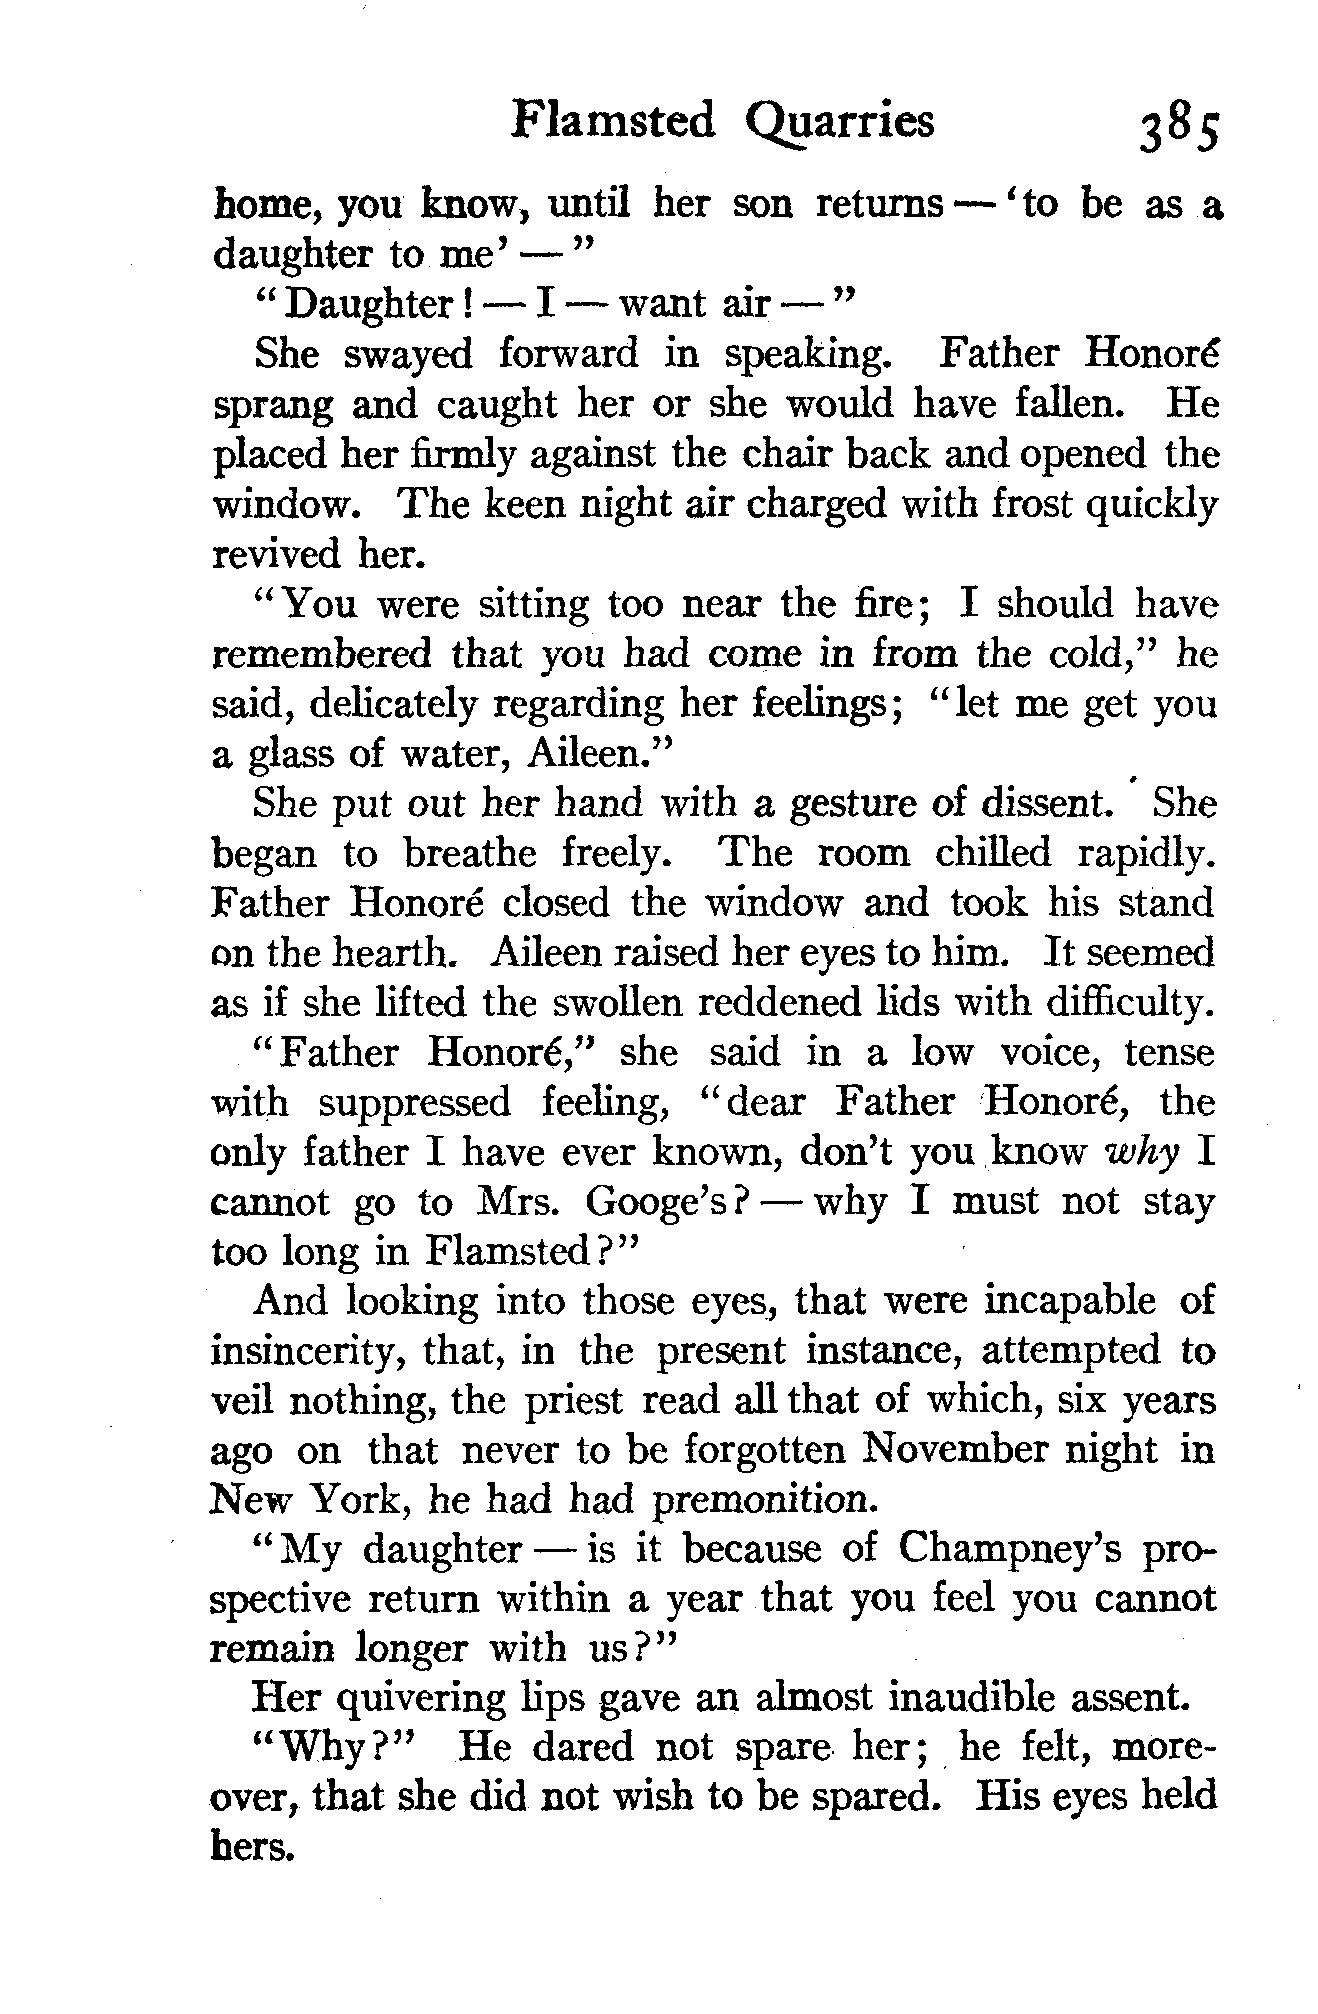 Flamsted Quarries 385
home, you know, until her son returns — 'to be as a
daughter to me' — "
"Daughter! — I — want air — "
She swayed forward in speaking. Father Honoré
sprang and caught her or she would have fallen. He
placed her firmly against the chair back and opened the
window. The keen night air charged with frost quickly
revived her.
"You were sitting too near the fire; I should have
remembered that you had come in from the cold," he
said, delicately regarding her feelings; "let me get you
a glass of water, Aileen."
She put out her hand with a gesture of dissent. She
began to breathe freely. The room chilled rapidly.
Father Honoré closed the window and took his stand
on the hearth. Aileen raised her eyes to him. It seemed
as if she lifted the swollen reddened lids with difficulty.
"Father Honoré," she said in a low voice, tense
with suppressed feeling, "dear Father Honoré, the
only father I have ever known, don't you know why I
cannot go to Mrs. Googe's? — why I must not stay
too long in Flamsted?"
And looking into those eyes, that were incapable of
insincerity, that, in the present instance, attempted to
veil nothing, the priest read all that of which, six years
ago on that never to be forgotten November night in
New York, he had had premonition.
"My daughter — is it because of Champney's pro-
spective return within a year that you feel you cannot
remain longer with us?"
Her quivering lips gave an almost inaudible assent.
"Why?" He dared not spare her; he felt, more-
over, that she did not wish to be spared. His eyes held
hers.